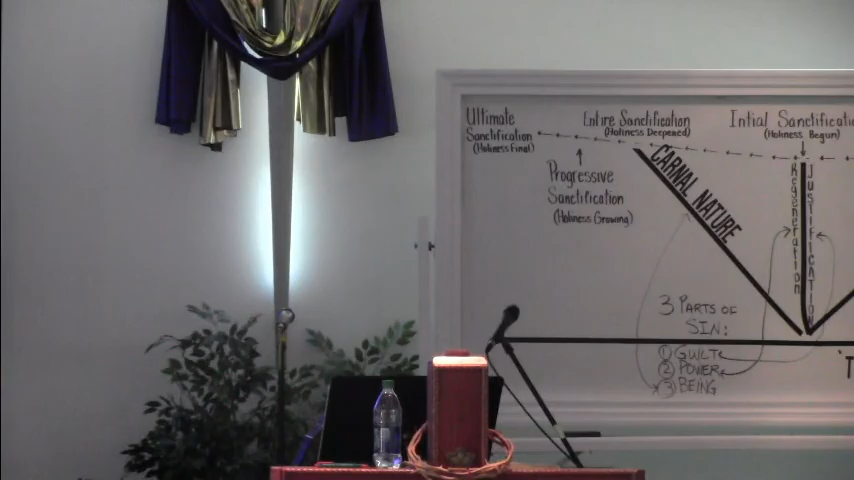 Ultimate
Sanctification
(Holiness Final)
Entire Sanctification
(Holiness Deepened)
Initial Sanctificatio
(Holiness Begun)
Progressive
Sanctification
(Holiness Growing)
CARNAL NATURE
Regeneration
JUSTIFICATION
3 PARTS OF
SIN:
① GUILT
② POWER
③ BEING
"T